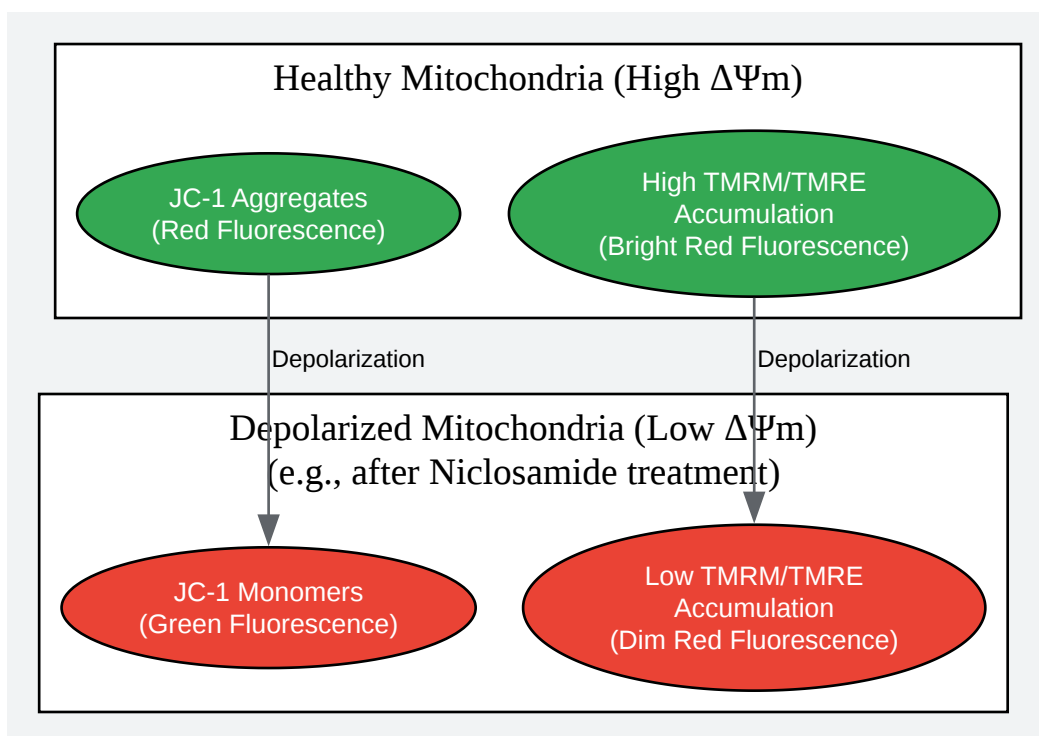 Healthy Mitochondria (High ΔΨm)
JC-1 Aggregates
(Red Fluorescence)
High TMRM/TMRE
Accumulation
(Bright Red Fluorescence)
Depolarization
Depolarization
Depolarized Mitochondria (Low ΔΨm)
(e.g., after Niclosamide treatment)
JC-1 Monomers
(Green Fluorescence)
Low TMRM/TMRE
Accumulation
(Dim Red Fluorescence)